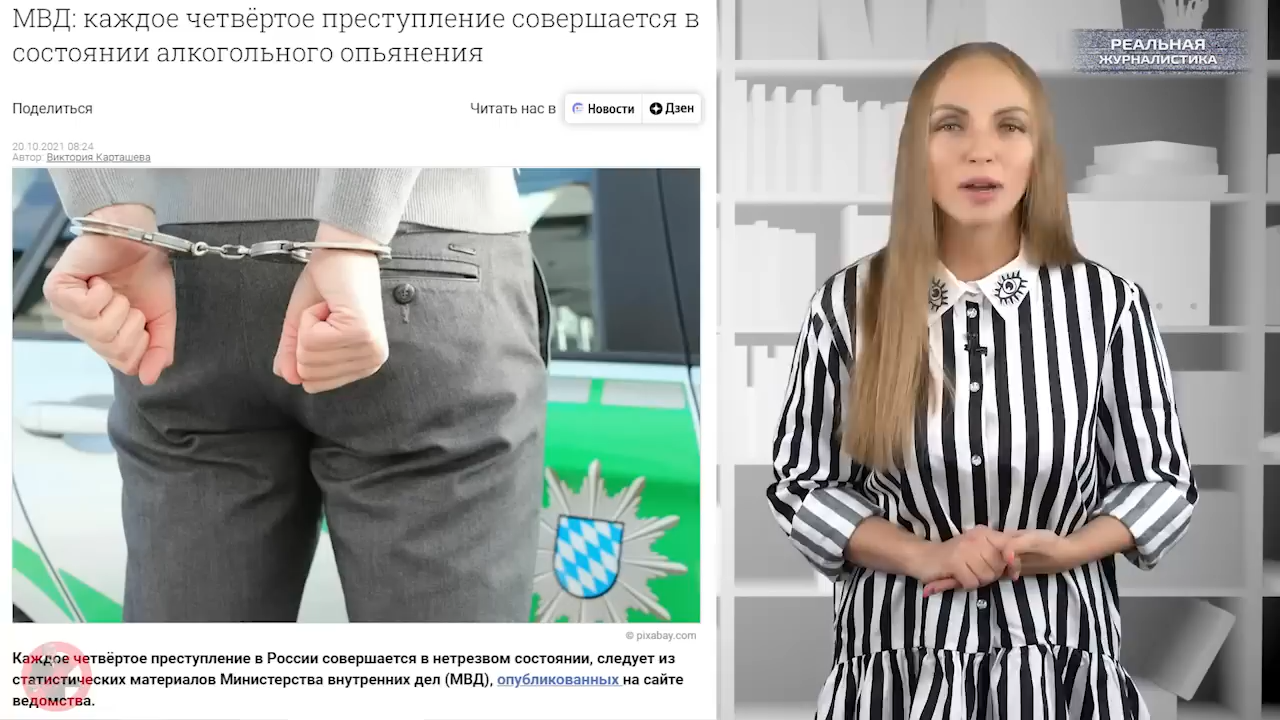 МВД: каждое четвёртое преступление совершается в
состоянии алкогольного опьянения
Поделиться
Читать нас в
Новости
Дзен
20.10.2021 08:24
Автор: Виктория Карташева
© pixabay.com
Каждое четвёртое преступление в России совершается в нетрезвом состоянии, следует из
статистических материалов Министерства внутренних дел (МВД), опубликованных на сайте
ведомства.
РЕАЛЬНАЯ
ЖУРНАЛИСТИКА